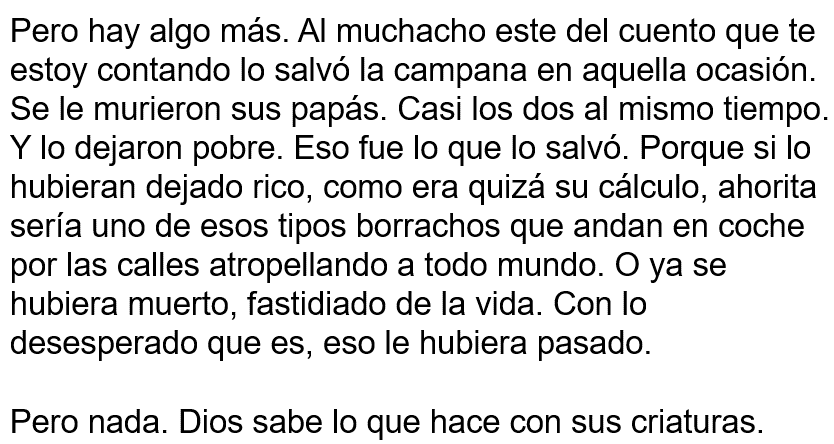 Pero hay algo más. Al muchacho este del cuento que te
estoy contando lo salvó la campana en aquella ocasión.
Se le murieron sus papás. Casi los dos al mismo tiempo.
Y lo dejaron pobre. Eso fue lo que lo salvó. Porque si lo
hubieran dejado rico, como era quizá su cálculo, ahorita
sería uno de esos tipos borrachos que andan en coche
por las calles atropellando a todo mundo. O ya se
hubiera muerto, fastidiado de la vida. Con lo
desesperado que es, eso le hubiera pasado.

Pero nada. Dios sabe lo que hace con sus criaturas.